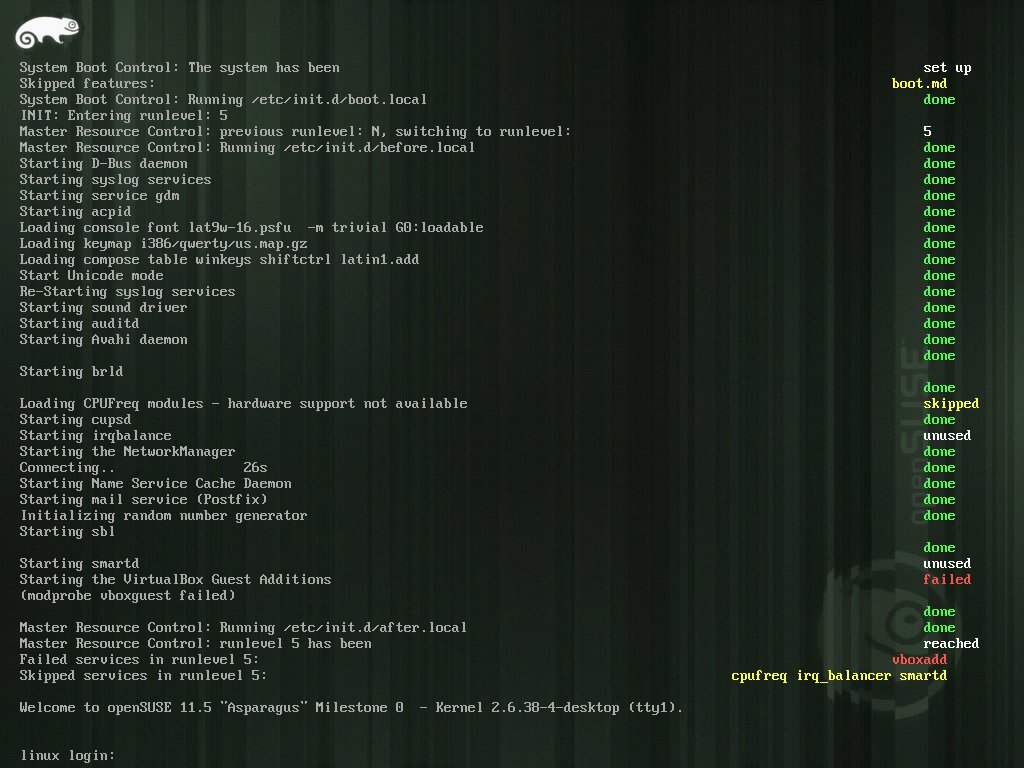 System Boot Control: The system has been set up
Skipped features: boot.md
System Boot Control: Running /etc/init.d/boot.local done
INIT: Entering runlevel: 5
Master Resource Control: previous runlevel: N, switching to runlevel: 5
Master Resource Control: Running /etc/init.d/before.local done
Starting D-Bus daemon done
Starting syslog services done
Starting service gdm done
Starting acpid done
Loading console font lat9w-16.psfu  -m trivial G0:loadable done
Loading keymap i386/qwerty/us.map.gz done
Loading compose table winkeys shiftctrl latin1.add done
Start Unicode mode done
Re-Starting syslog services done
Starting sound driver done
Starting auditd done
Starting Avahi daemon done
done
Starting brld
done
Loading CPUFreq modules - hardware support not available skipped
Starting cupsd done
Starting irqbalance unused
Starting the NetworkManager done
Connecting.. 26s done
Starting Name Service Cache Daemon done
Starting mail service (Postfix) done
Initializing random number generator done
Starting sbl
done
Starting smartd unused
Starting the VirtualBox Guest Additions failed
(modprobe vboxguest failed)
done
Master Resource Control: Running /etc/init.d/after.local done
Master Resource Control: runlevel 5 has been reached
Failed services in runlevel 5: vboxadd
Skipped services in runlevel 5: cpufreq irq_balancer smartd
Welcome to openSUSE 11.5 "Asparagus" Milestone 0  - Kernel 2.6.38-4-desktop (tty1).
linux login:
openSUSE